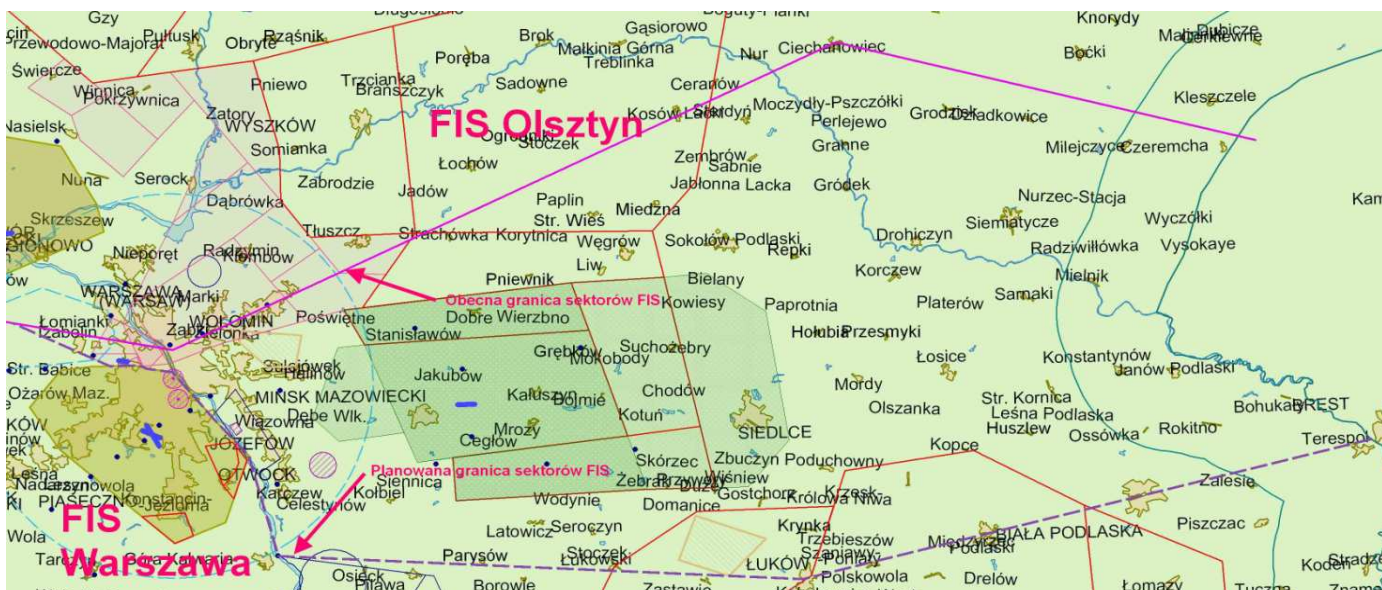 Gzy
Pułtusk
Obryte
Rząśnik
Brok
Gąsiorowo
Knorydy
Przewodowo-Majorat
Poręba
Małkinia Górna
Treblinka
Nur
Ciechanowiec
Boćki
Świercze
Winnica
Pokrzywnica
Pniewo
Trzcianka
Brańszczyk
Sadowne
Ceranów
Kleszczele
Zatory
WYSZKÓW
FIS Olsztyn
Kosów Lacki
Sterdyń
Moczydły-Pszczółki
Perlejewo
Grodzisk
Dziadkowice
Nasielsk
Somianka
Ogrodniki
Stoczek
Granne
Milejczyce
Czeremcha
Nuna
Serock
Zabrodzie
Jadów
Łochów
Zembrów
Sabnie
Jabłonna Lacka
Gródek
Dąbrówka
Paplin
Nurzec-Stacja
Skrzeszew
Tłuszcz
Strachówka
Korytnica
Str. Wieś
Miedzna
Siemiatycze
Wyczółki
Nieporęt
Radzymin
Klembów
Węgrów
Sokolów Podlaski
Repki
Drohiczyn
Radziwiłłówka
Vysokaye
Liw
WARSZAWA
(WARSAW)
Marki
Pniewnik
Bielany
Korczew
Mielnik
Obecna granica sektorów FIS
Kowiesy
Paprotnia
Platerów
Sarnaki
Łomianki
Izabelin
WOŁOMIN
Zielonka
Poświętne
Stanisławów
Dobre
Wierzbno
Hołubia
Przesmyki
Str. Babice
Sulejówek
Halinów
Grębków
Mokobody
Suchożebry
Łosice
Konstantynów
Janów Podlaski
Ożarów Maz.
MIŃSK MAZOWIECKI
Jakubów
Kałuszyn
Chodów
Mordy
Dębe Wlk.
Kotuń
Olszanka
Str. Kornica
Leśna Podlaska
Bohukały
BREST
Wiązowna
Mrozy
Cegłów
SIEDLCE
Huszlew
Ossówka
Rokitno
Terespol
JÓZEFÓW
Kopce
OTWOCK
Planowana granica sektorów FIS
Skórzec
Zbuczyn Poduchowny
Leśna
Siennica
Wiśniew
Zalesie
PIASECZNO
Konstancin-
Jeziorna
Karczew
Celestynów
Kołbiel
Wodynie
Domanice
Gostchorz
Królowa Niwa
Krzesk-
FIS
Warszawa
Wola
Latowicz
Seroczyn
Krynka
Trzebieszów
BIAŁA PODLASKA
Piszczac
Góra Kalwaria
Parysów
Stoczek
Łukowski
ŁUKÓW
Międzyrzec
Podlaski
Osieck
Pilawa
Borowie
Polskowola
Drelów
Łomazy